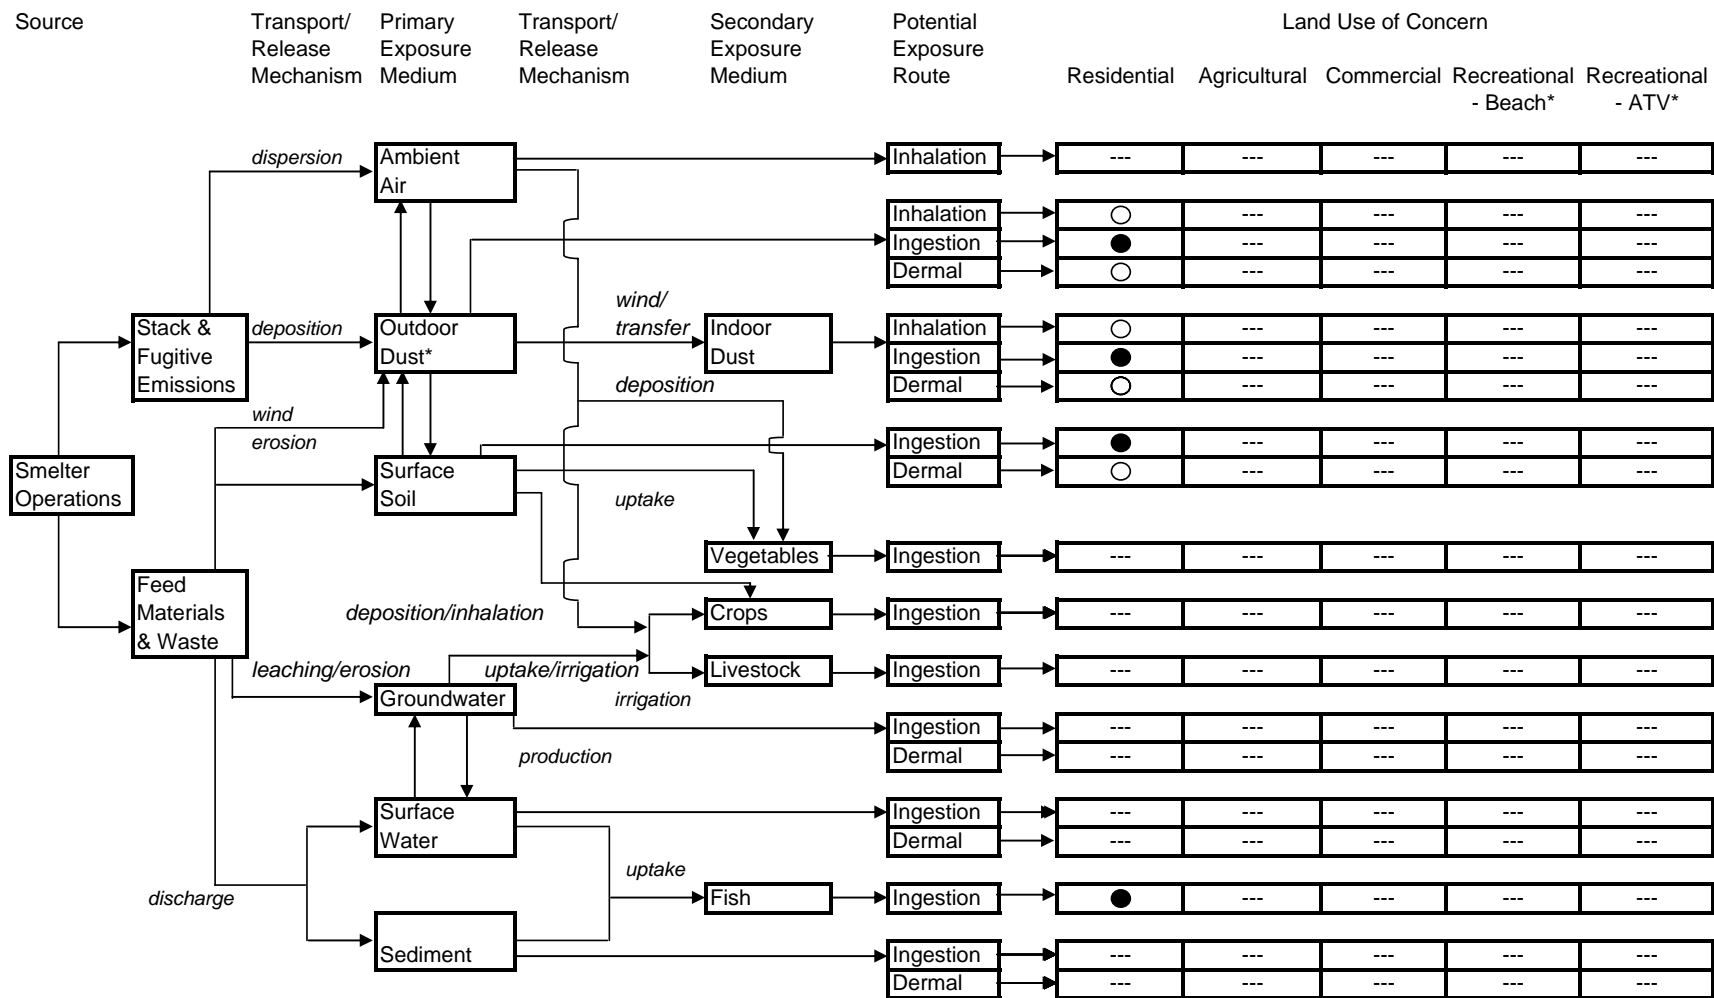 Source
Transport/
Release
Mechanism
Primary
Exposure
Medium
Transport/
Release
Mechanism
Secondary
Exposure
Medium
Potential
Exposure
Route
Land Use of Concern
Residential
Agricultural
Commercial
Recreational
- Beach*
Recreational
- ATV*
dispersion
Ambient
Air
Inhalation
--- --- --- --- ---
Inhalation
--- --- --- ---
Ingestion
--- --- --- ---
Dermal
--- --- --- ---
Stack &
Fugitive
Emissions
deposition
Outdoor
Dust*
wind/
transfer
Indoor
Dust
Inhalation
--- --- --- ---
Ingestion
--- --- --- ---
Dermal
--- --- --- ---
deposition
wind
erosion
Smelter
Operations
Surface
Soil
uptake
Ingestion
--- --- --- ---
Dermal
--- --- --- ---
Vegetables
Ingestion
--- --- --- --- ---
Feed
Materials
& Waste
deposition/inhalation
Crops
Ingestion
--- --- --- --- ---
leaching/erosion
uptake/irrigation
Livestock
Ingestion
--- --- --- --- ---
Groundwater
irrigation
Ingestion
--- --- --- --- ---
production
Dermal
--- --- --- --- ---
Surface
Water
Ingestion
--- --- --- --- ---
Dermal
--- --- --- --- ---
discharge
uptake
Fish
Ingestion
--- --- --- ---
Sediment
Ingestion
--- --- --- --- ---
Dermal
--- --- --- --- ---